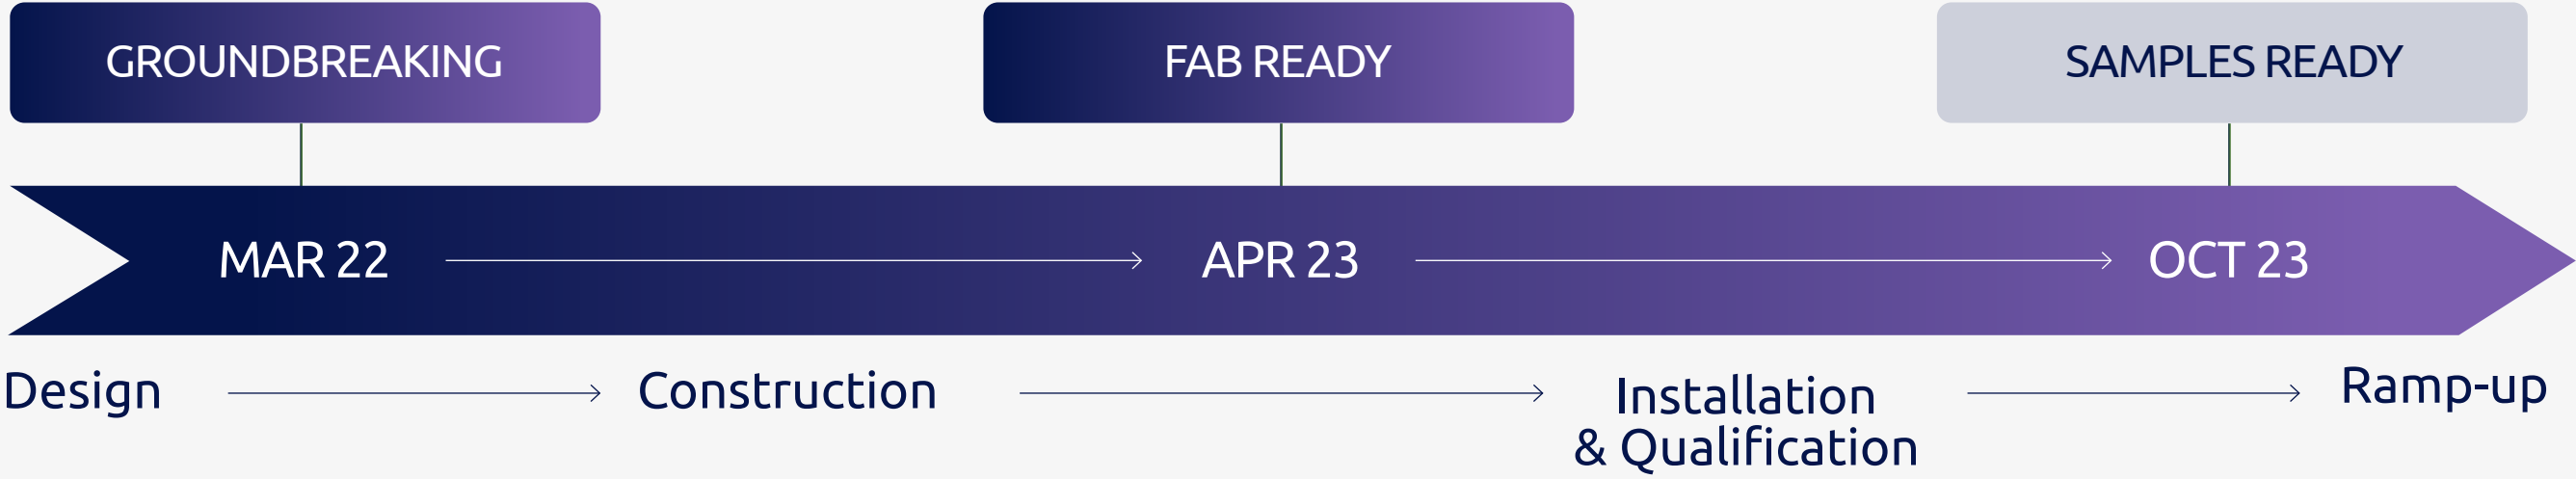 GROUNDBREAKING
FAB READY
SAMPLES READY
MAR 22
APR 23
OCT 23
Design
Construction
Installation
& Qualification
Ramp-up